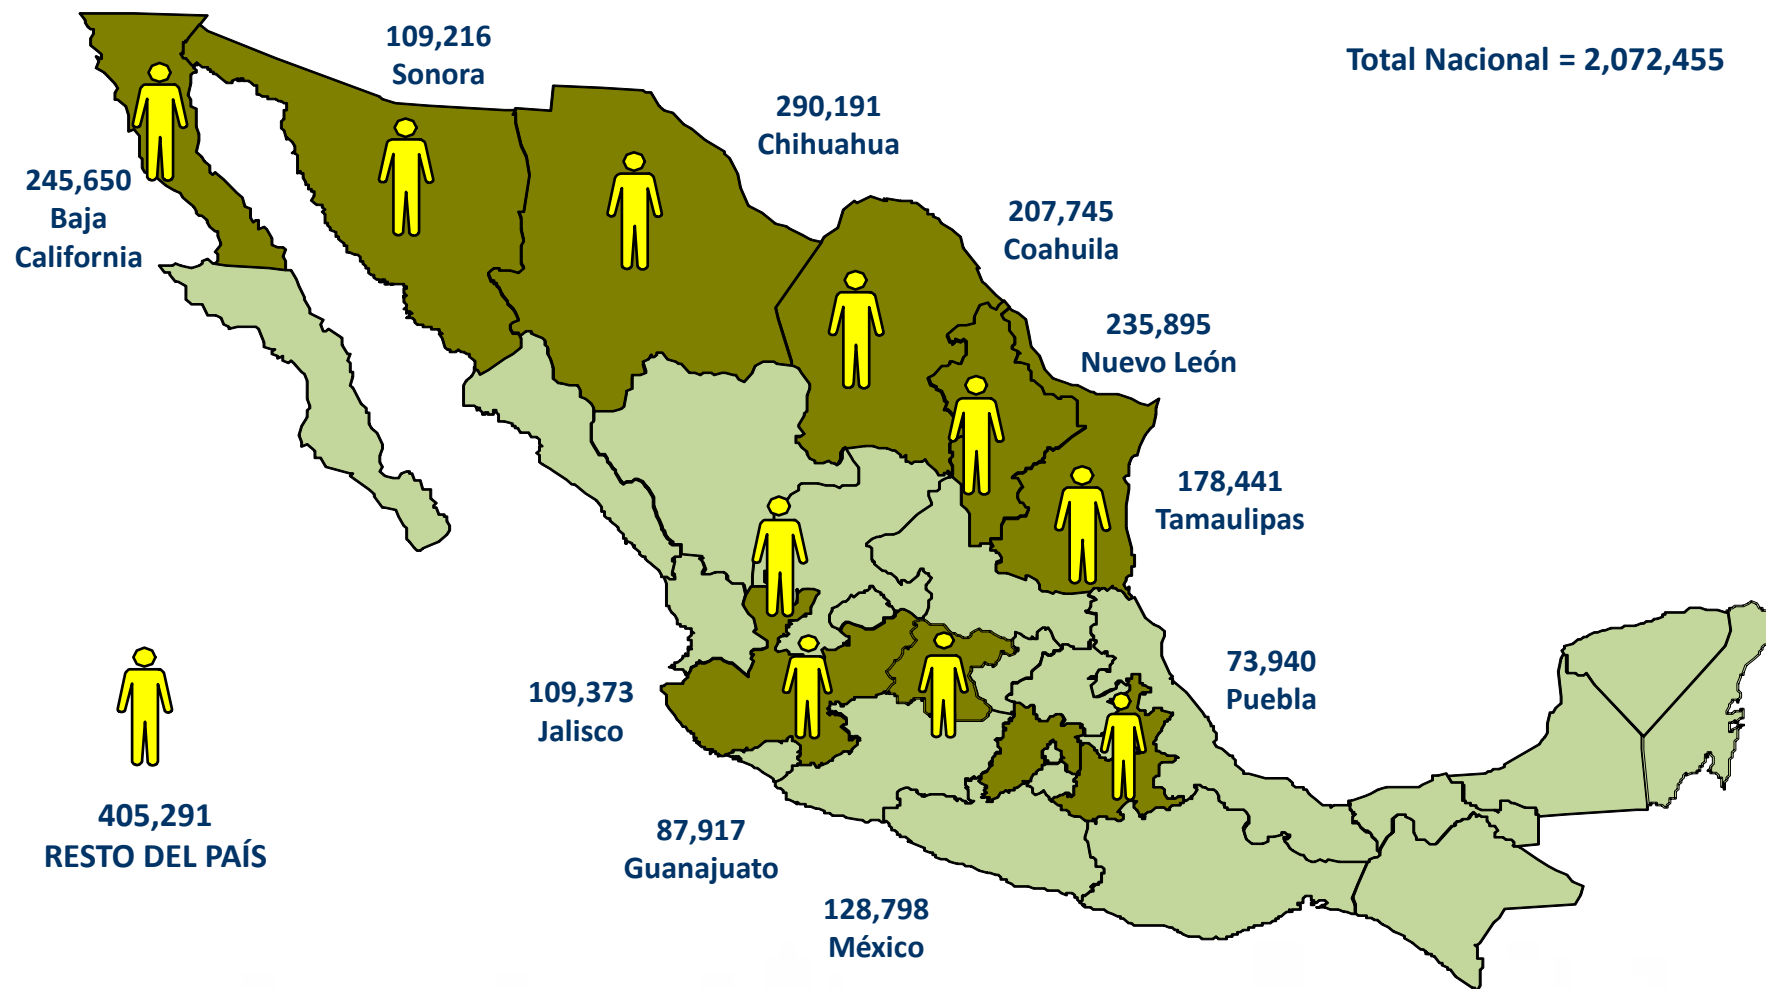 109,216
Sonora
Total Nacional = 2,072,455
290,191
Chihuahua
245,650
Baja
California
207,745
Coahuila
235,895
Nuevo León
178,441
Tamaulipas
73,940
Puebla
109,373
Jalisco
405,291
RESTO DEL PAÍS
87,917
Guanajuato
128,798
México